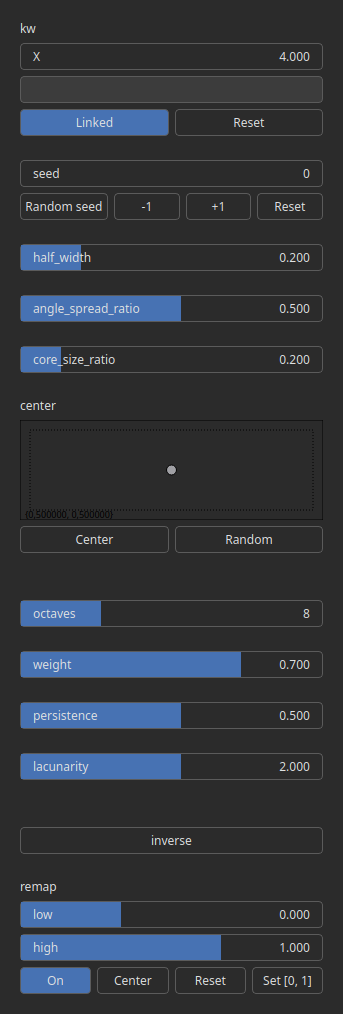 kw
X 4.000
Linked Reset
seed 0
Random seed -1 +1 Reset
half_width 0.200
angle_spread_ratio 0.500
core_size_ratio 0.200
center
(0.500000, 0.500000)
Center Random
octaves 8
weight 0.700
persistence 0.500
lacunarity 2.000
inverse
remap
low 0.000
high 1.000
On Center Reset Set [0, 1]